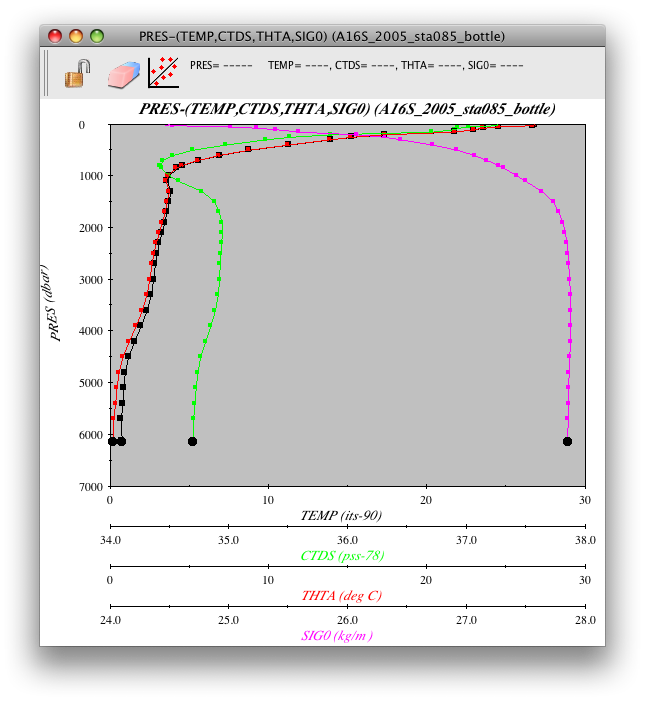 PRES-(TEMP,CTDS,THTA,SIG0) (A16S_2005_sta085_bottle)
PRES= ----- TEMP= ----, CTDS= ----, THTA= ----, SIG0= ----
PRES-(TEMP,CTDS,THTA,SIG0) (A16S_2005_sta085_bottle)
0
1000
2000
3000
4000
5000
6000
7000
PRES (dbar)
0 10 20 30
TEMP (its-90)
34.0 35.0 36.0 37.0 38.0
CTDS (pss-78)
0 10 20 30
THTA (deg C)
24.0 25.0 26.0 27.0 28.0
SIG0 (kg/m )